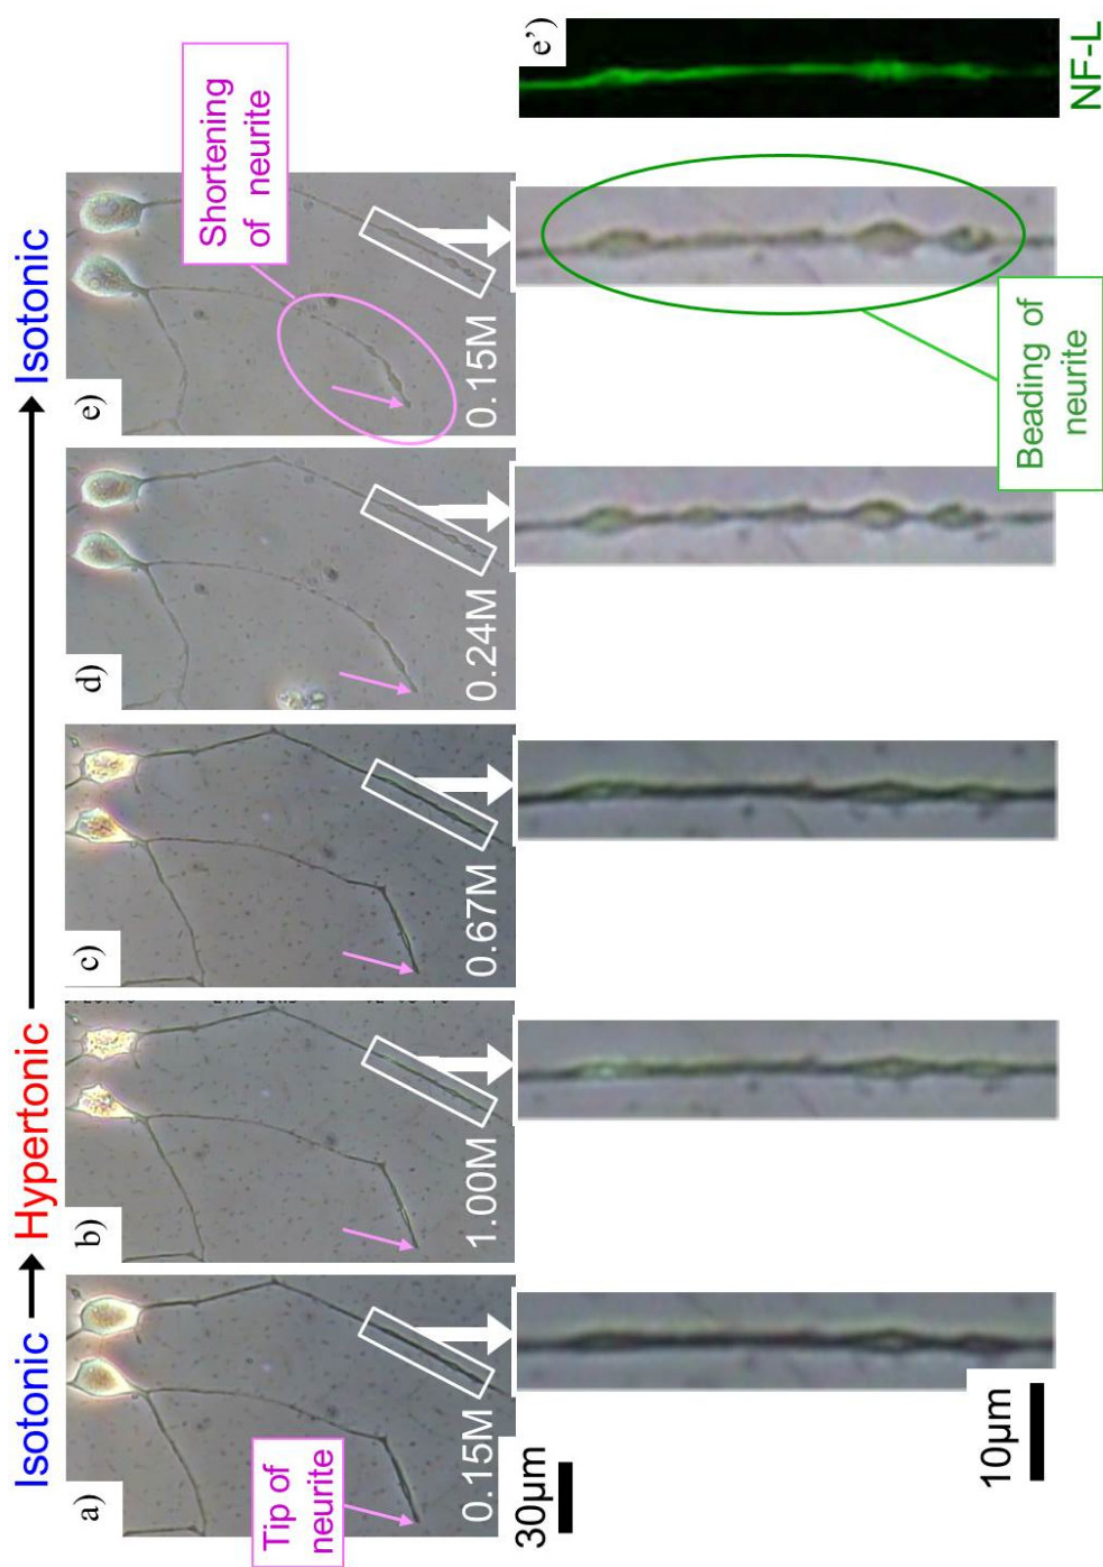 Isotonic → Hypertonic → Isotonic
a)
b)
c)
d)
e)
e')
Tip of
neurite
Shortening
of neurite
0.15M
1.00M
0.67M
0.24M
0.15M
30μm
10μm
Beading of
neurite
NF-L